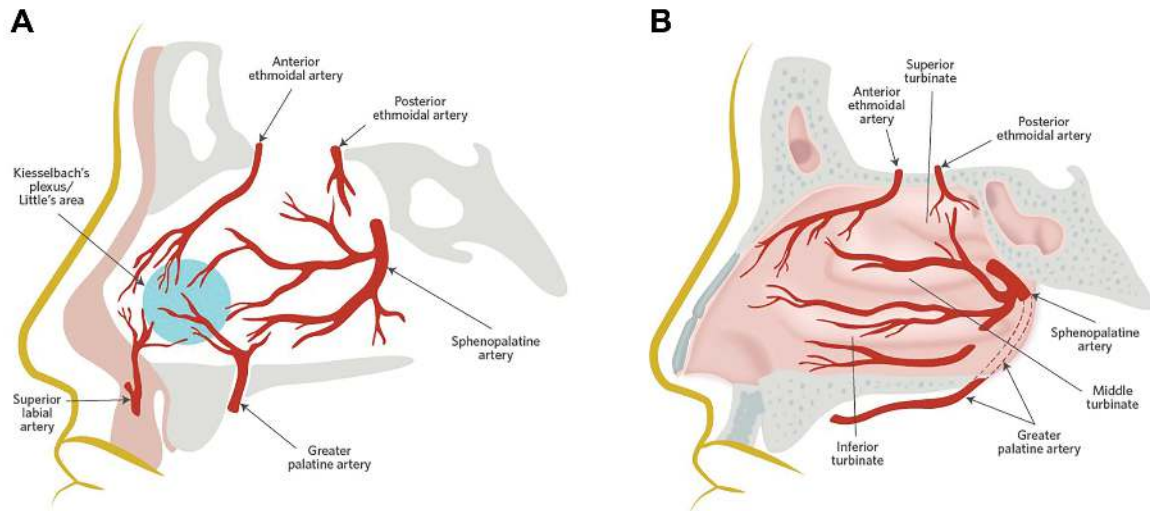 A
Anterior
ethmoidal artery
Posterior
ethmoidal artery
Kiesselbach's
plexus/
Little's area
Sphenopalatine
artery
Superior
labial
artery
Greater
palatine artery
B
Superior
turbinate
Anterior
ethmoidal
artery
Posterior
ethmoidal artery
Sphenopalatine
artery
Middle
turbinate
Greater
palatine artery
Inferior
turbinate